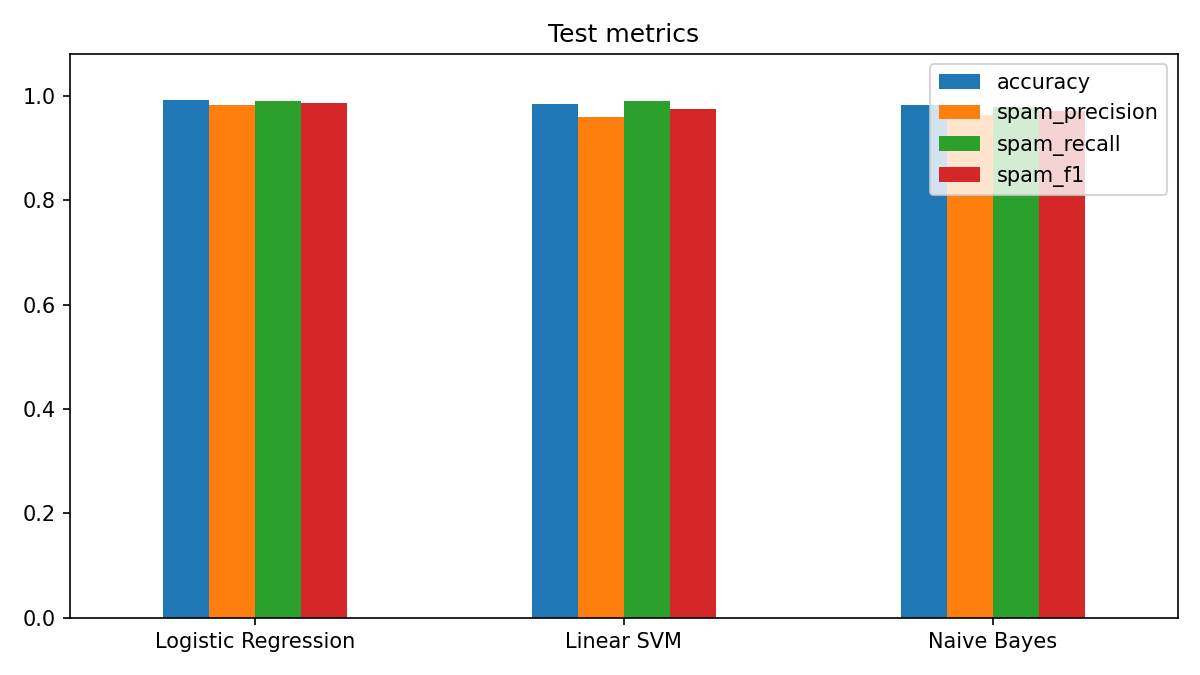 Test metrics
1.0
0.8
0.6
0.4
0.2
0.0
accuracy
spam_precision
spam_recall
spam_f1
Logistic Regression Linear SVM Naive Bayes